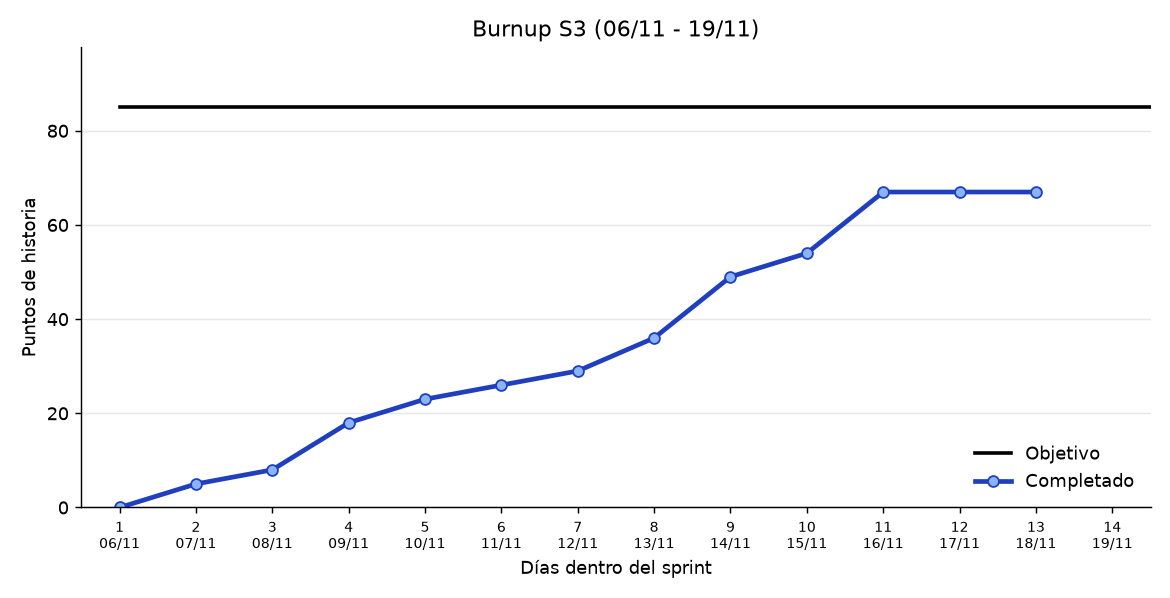 Burnup S3 (06/11 - 19/11)
Puntos de historia
80
60
40
20
0
Objetivo
Completado
1 2 3 4 5 6 7 8 9 10 11 12 13 14
06/11 07/11 08/11 09/11 10/11 11/11 12/11 13/11 14/11 15/11 16/11 17/11 18/11 19/11
Días dentro del sprint